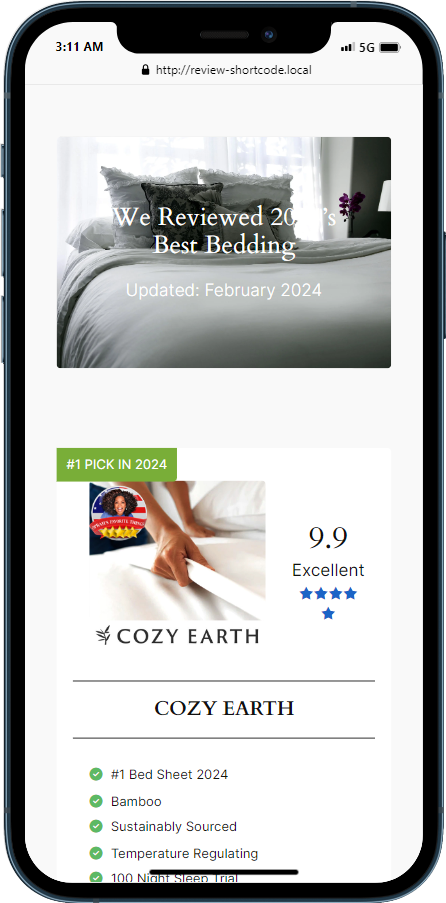 3:11 AM
5G
http://review-shortcode.local
We Reviewed 20 's
Best Bedding
Updated: February 2024
#1 PICK IN 2024
OPRAH'S FAVORITE THINGS
9.9
Excellent
COZY EARTH
COZY EARTH
#1 Bed Sheet 2024
Bamboo
Sustainably Sourced
Temperature Regulating
100 Night Sleep Trial